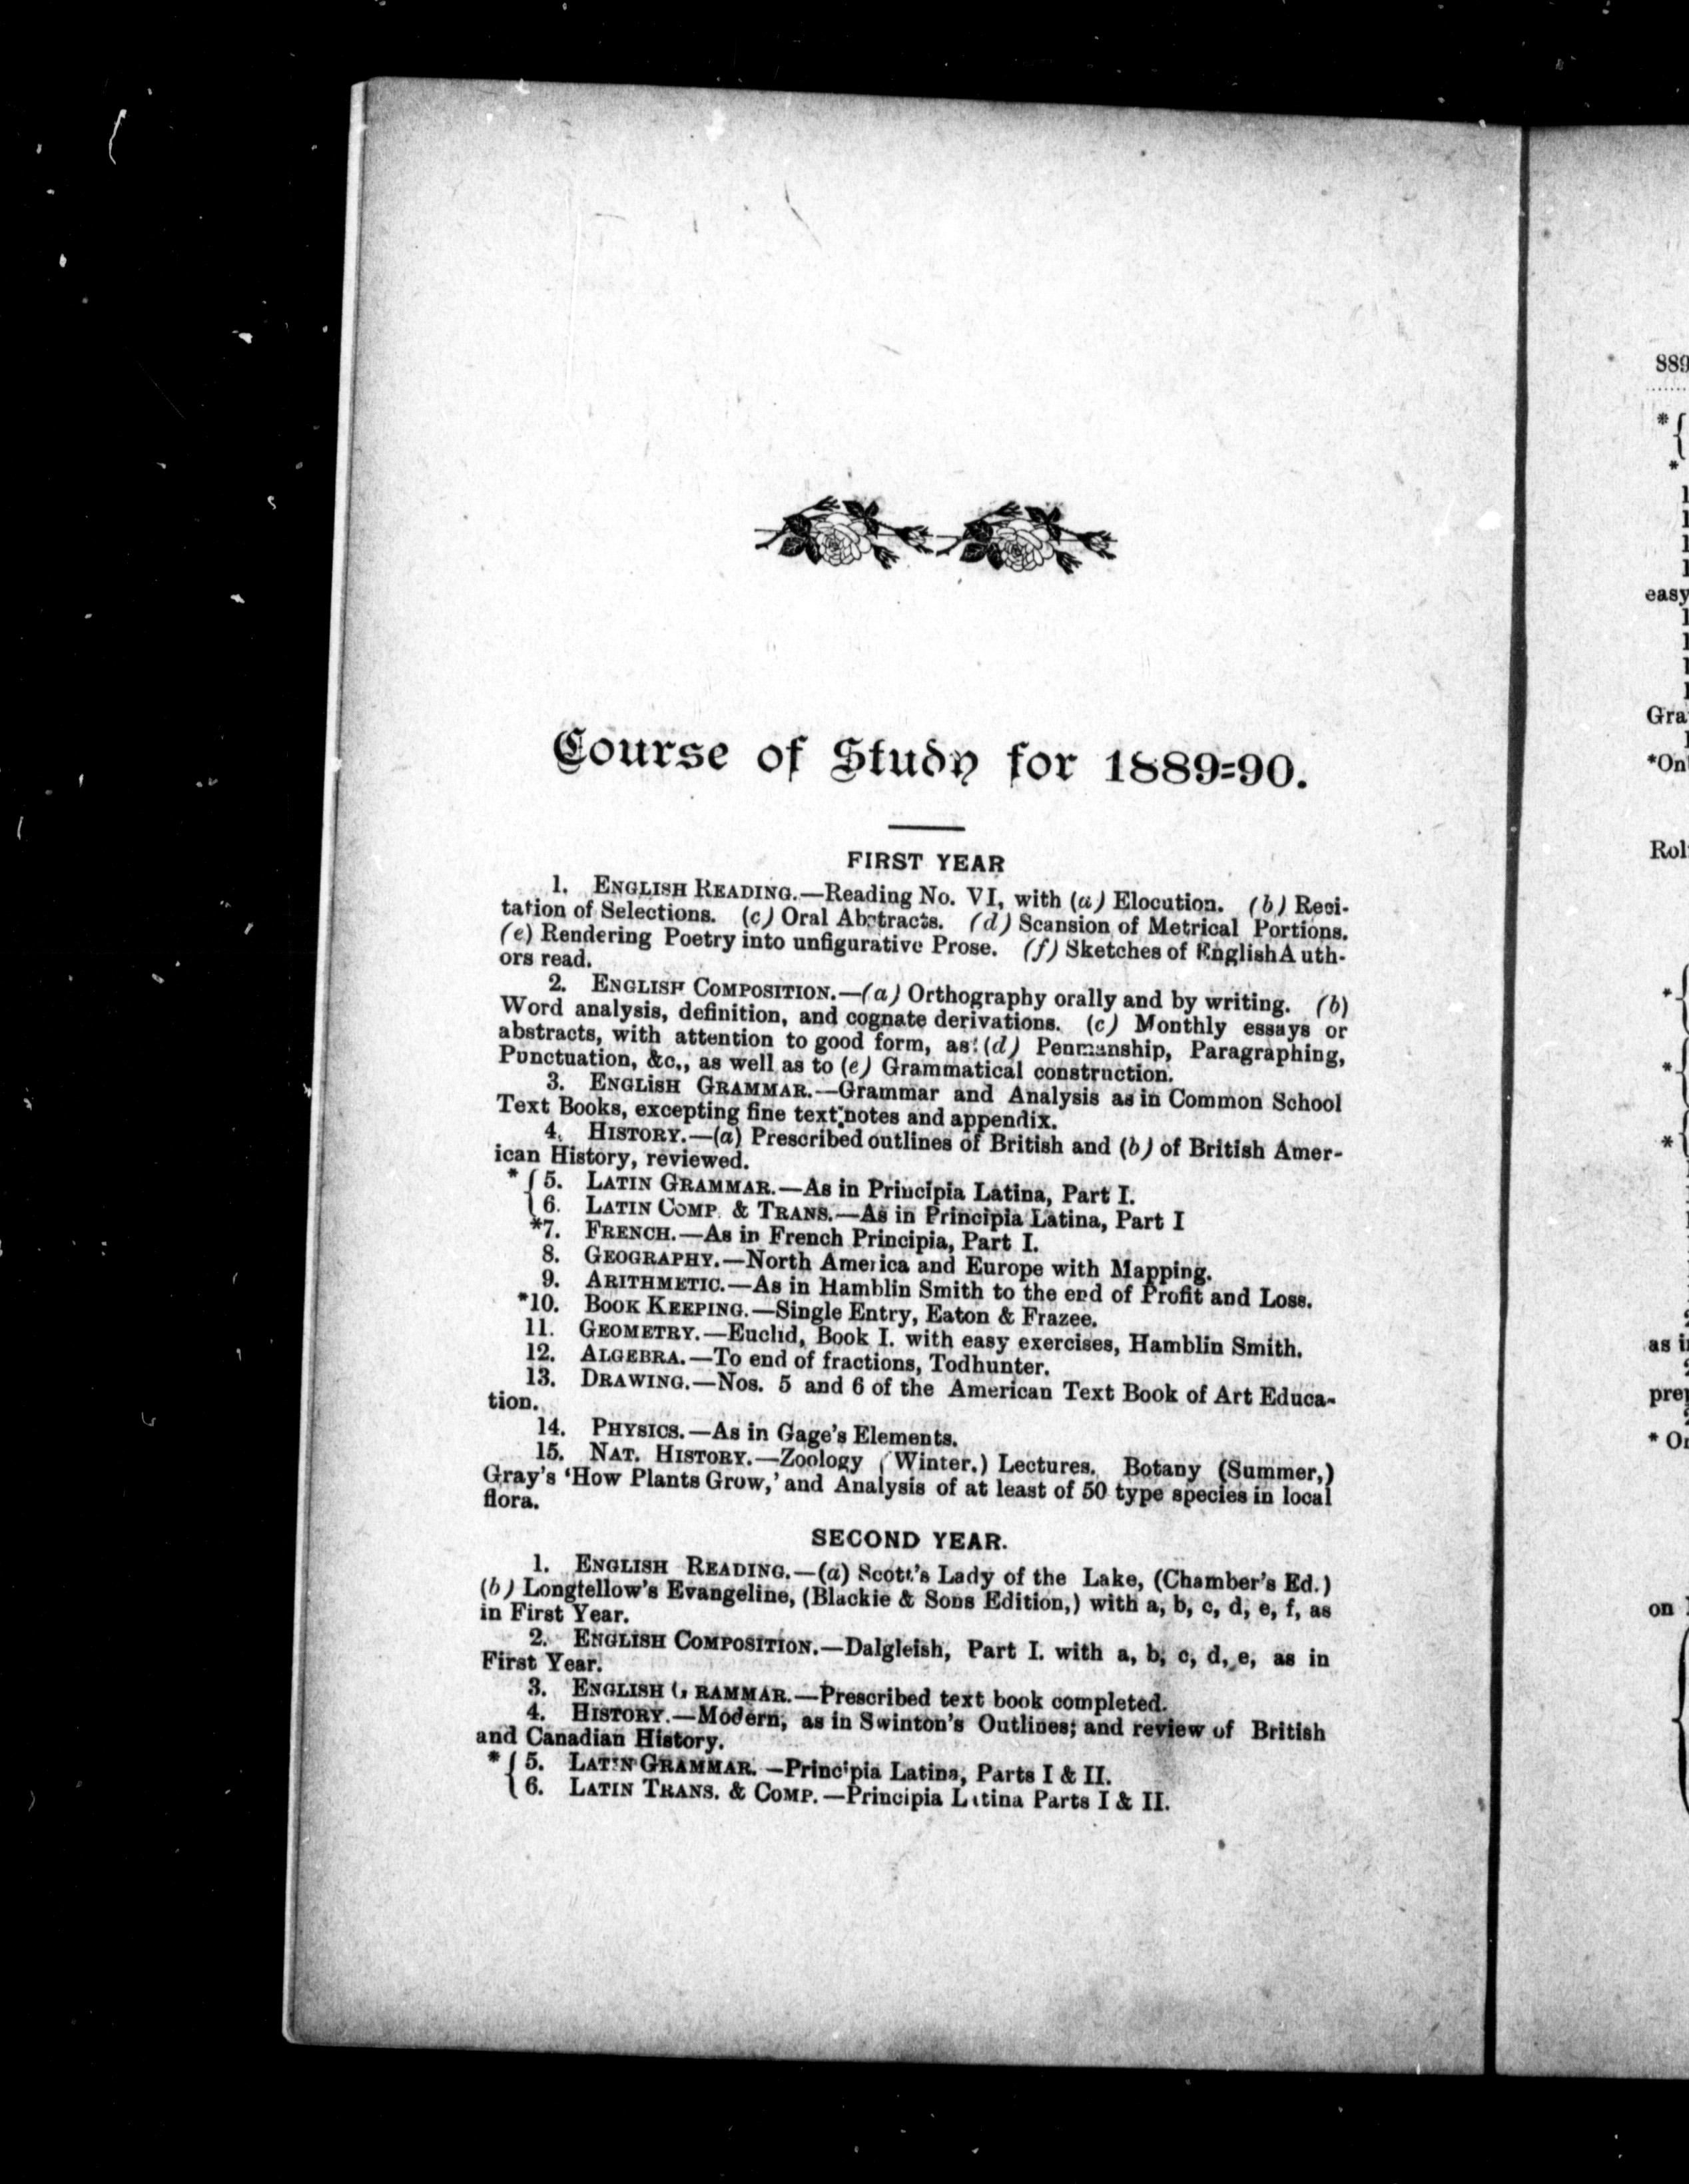 Course of Study for 1889=90.
FIRST YEAR
1. ENGLISH READING.—Reading No. VI, with (a) Elocution. (b) Reci-
tation of Selections. (c) Oral Abstracts. (d) Scansion of Metrical Portions.
(e) Rendering Poetry into unfigurative Prose. (f) Sketches of English Auth-
ors read.
2. ENGLISH COMPOSITION.—(a) Orthography orally and by writing. (b)
Word analysis, definition, and cognate derivations. (c) Monthly essays or
abstracts, with attention to good form, as: (d) Penmanship, Paragraphing,
Punctuation, &c., as well as to (e) Grammatical construction.
3. ENGLISH GRAMMAR.—Grammar and Analysis as in Common School
Text Books, excepting fine text notes and appendix.
4. HISTORY.—(a) Prescribed outlines of British and (b) of British Amer-
ican History, reviewed.
* { 5. LATIN GRAMMAR.—As in Principia Latina, Part I.
6. LATIN COMP. & TRANS.—As in Principia Latina, Part I
*7. FRENCH.—As in French Principia, Part I.
8. GEOGRAPHY.—North America and Europe with Mapping.
9. ARITHMETIC.—As in Hamblin Smith to the end of Profit and Loss.
*10. BOOK KEEPING.—Single Entry, Eaton & Frazee.
11. GEOMETRY.—Euclid, Book I. with easy exercises, Hamblin Smith.
12. ALGEBRA.—To end of fractions, Todhunter.
13. DRAWING.—Nos. 5 and 6 of the American Text Book of Art Educa-
tion.
14. PHYSICS.—As in Gage's Elements.
15. NAT. HISTORY.—Zoology (Winter.) Lectures. Botany (Summer,)
Gray's 'How Plants Grow,' and Analysis of at least of 50 type species in local
flora.
SECOND YEAR.
1. ENGLISH READING.—(a) Scott's Lady of the Lake, (Chamber's Ed.)
(b) Longtellow's Evangeline, (Blackie & Sons Edition,) with a, b, c, d, e, f, as
in First Year.
2. ENGLISH COMPOSITION.—Dalgleish, Part I. with a, b, c, d, e, as in
First Year.
3. ENGLISH GRAMMAR.—Prescribed text book completed.
4. HISTORY.—Modern, as in Swinton's Outlines; and review of British
and Canadian History.
* { 5. LATIN GRAMMAR.—Principia Latina, Parts I & II.
6. LATIN TRANS. & COMP.—Principia Latina Parts I & II.
889
easy
Gra
*On
Rol
as i
pre
* Or
on